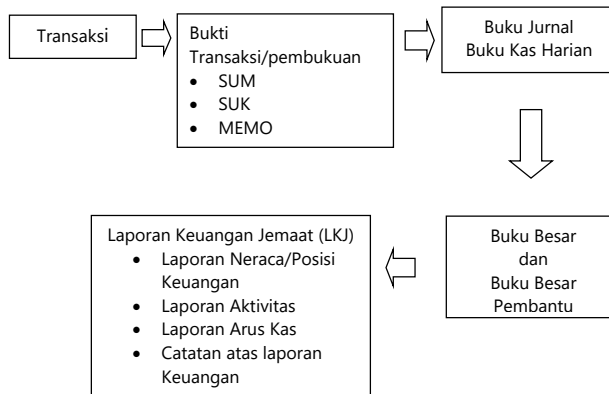 Transaksi
Bukti
Transaksi/pembukuan
• SUM
• SUK
• MEMO
Buku Jurnal
Buku Kas Harian
Buku Besar
dan
Buku Besar
Pembantu
Laporan Keuangan Jemaat (LKJ)
• Laporan Neraca/Posisi
Keuangan
• Laporan Aktivitas
• Laporan Arus Kas
• Catatan atas laporan
Keuangan